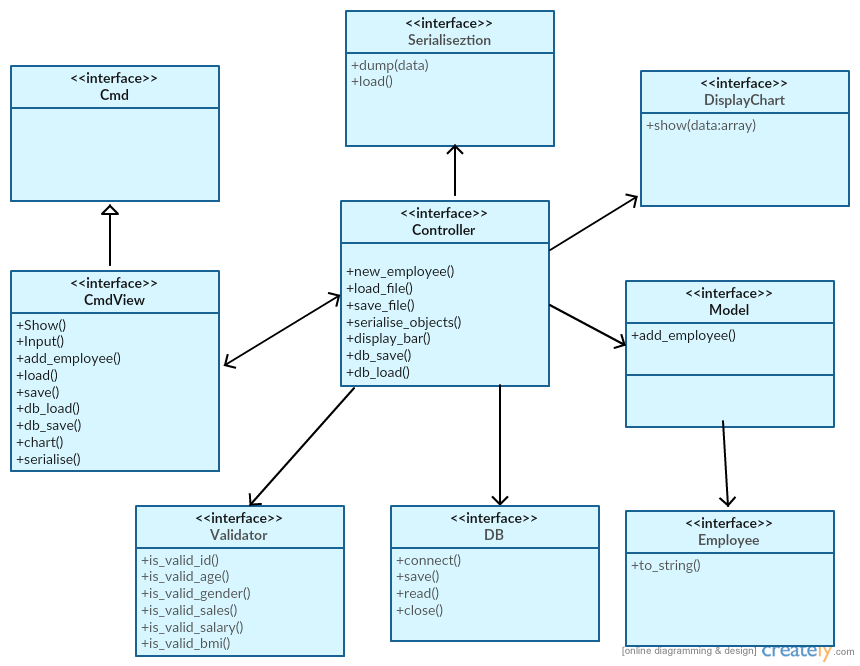 <<interface>>
Serialiseztion
+dump(data)
+load()
<<interface>>
Cmd
<<interface>>
DisplayChart
+show(data:array)
<<interface>>
Controller
+new_employee()
+load_file()
+save_file()
+serialise_objects()
+display_bar()
+db_save()
+db_load()
<<interface>>
CmdView
+Show()
+Input()
+add_employee()
+load()
+save()
+db_load()
+db_save()
+chart()
+serialise()
<<interface>>
Model
+add_employee()
<<interface>>
Validator
+is_valid_id()
+is_valid_age()
+is_valid_gender()
+is_valid_sales()
+is_valid_salary()
+is_valid_bmi()
<<interface>>
DB
+connect()
+save()
+read()
+close()
<<interface>>
Employee
+to_string()
[online diagramming & design] creately.com